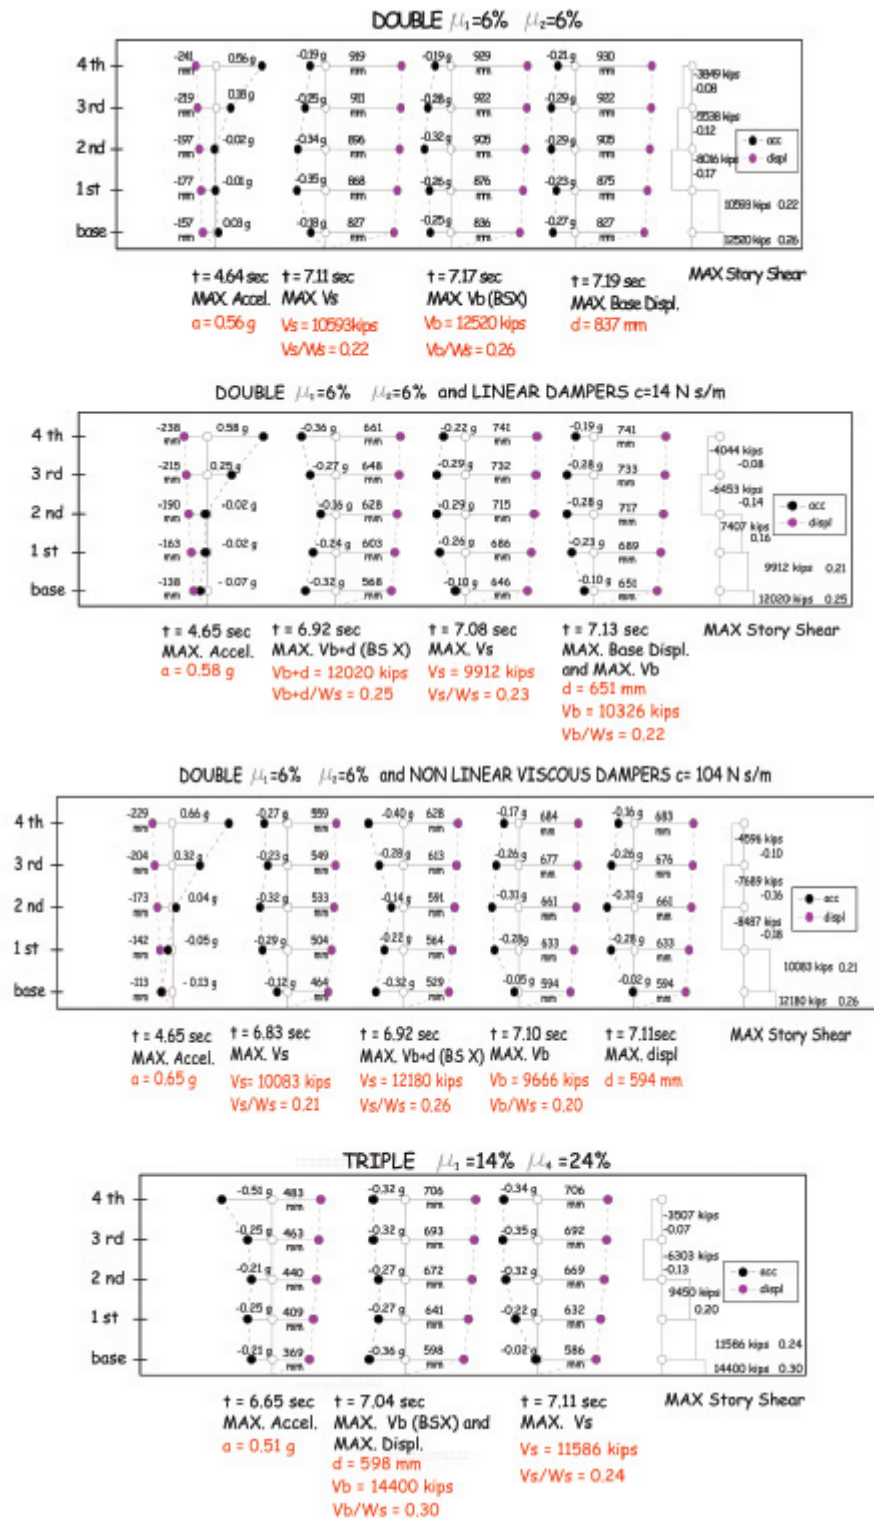 DOUBLE μ₁=6% μ₂=6%
4 th -241 mm 0.56 g -0.19 g 919 mm -0.19 g 929 mm -0.21 g 930 mm -3849 kips -0.08
3 rd -219 mm 0.18 g -0.25 g 911 mm -0.26 g 922 mm -0.29 g 922 mm -5538 kips -0.12
2 nd -197 mm -0.02 g -0.34 g 896 mm -0.32 g 905 mm -0.29 g 905 mm -8016 kips -0.17
acc
displ
1 st -177 mm -0.01 g -0.35 g 868 mm -0.26 g 876 mm -0.23 g 875 mm 10593 kips 0.22
base -157 mm 0.03 g -0.18 g 827 mm -0.25 g 836 mm -0.27 g 827 mm 12520 kips 0.26
t = 4.64 sec t = 7.11 sec t = 7.17 sec t = 7.19 sec MAX Story Shear
MAX. Accel. MAX. Vs MAX. Vb (BSX) MAX. Base Displ.
a = 0.56 g Vs = 10593kips Vb = 12520 kips d = 837 mm
Vs/Ws = 0.22 Vb/Ws = 0.26
DOUBLE μ₁=6% μ₂=6% and LINEAR DAMPERS c=14 N s/m
4 th -238 mm 0.58 g -0.36 g 661 mm -0.22 g 741 mm -0.19 g 741 mm -4044 kips -0.08
3 rd -215 mm 0.25 g -0.27 g 648 mm -0.29 g 732 mm -0.28 g 733 mm -6453 kips -0.14
2 nd -190 mm -0.02 g -0.16 g 628 mm -0.29 g 715 mm -0.28 g 717 mm 7407 kips 0.16
acc
displ
1 st -163 mm -0.02 g -0.24 g 603 mm -0.26 g 686 mm -0.23 g 689 mm 9912 kips 0.21
base -138 mm -0.07 g -0.32 g 568 mm -0.10 g 646 mm -0.10 g 651 mm 12020 kips 0.25
t = 4.65 sec t = 6.92 sec t = 7.08 sec t = 7.13 sec MAX Story Shear
MAX. Accel. MAX. Vb+d (BS X) MAX. Vs MAX. Base Displ.
and MAX. Vb
a = 0.58 g Vb+d = 12020 kips Vs = 9912 kips d = 651 mm
Vb+d/Ws = 0.25 Vs/Ws = 0.23 Vb = 10326 kips
Vb/Ws = 0.22
DOUBLE μ₁=6% μ₂=6% and NON LINEAR VISCOUS DAMPERS c= 104 N s/m
4 th -229 mm 0.66 g -0.27 g 559 mm -0.40 g 628 mm -0.17 g 684 mm -0.16 g 683 mm -4596 kips -0.10
3 rd -204 mm 0.32 g -0.23 g 549 mm -0.28 g 613 mm -0.26 g 677 mm -0.26 g 676 mm -7689 kips -0.16
2 nd -173 mm 0.04 g -0.32 g 533 mm -0.14 g 591 mm -0.31 g 661 mm -0.31 g 661 mm -8487 kips -0.18
acc
displ
1 st -142 mm -0.05 g -0.29 g 504 mm -0.22 g 564 mm -0.28 g 633 mm -0.28 g 633 mm 10083 kips 0.21
base -113 mm - 0.13 g -0.12 g 464 mm -0.32 g 529 mm -0.05 g 594 mm -0.02 g 594 mm 12180 kips 0.26
t = 4.65 sec t = 6.83 sec t = 6.92 sec t = 7.10 sec t = 7.11sec MAX Story Shear
MAX. Accel. MAX. Vs MAX. Vb+d (BS X) MAX. Vb MAX. displ
a = 0.65 g Vs= 10083 kips Vs = 12180 kips Vb = 9666 kips d = 594 mm
Vs/Ws = 0.21 Vs/Ws = 0.26 Vb/Ws = 0.20
TRIPLE μ₁ =14% μ₄ =24%
4 th -0.51 g 483 mm -0.32 g 706 mm -0.34 g 706 mm -3507 kips -0.07
3 rd -0.25 g 463 mm -0.32 g 693 mm -0.35 g 692 mm -6303 kips -0.13
2 nd -0.21 g 440 mm -0.27 g 672 mm -0.32 g 669 mm 9450 kips 0.20
acc
displ
1 st -0.25 g 409 mm -0.27 g 641 mm -0.22 g 632 mm 11586 kips 0.24
base -0.21 g 369 mm -0.36 g 598 mm -0.02 g 586 mm 14400 kips 0.30
t = 6.65 sec t = 7.04 sec t = 7.11 sec MAX Story Shear
MAX. Accel. MAX. Vb (BSX) and MAX. Vs
MAX. Displ.
a = 0.51 g d = 598 mm Vs = 11586 kips
Vb = 14400 kips Vs/Ws = 0.24
Vb/Ws = 0.30